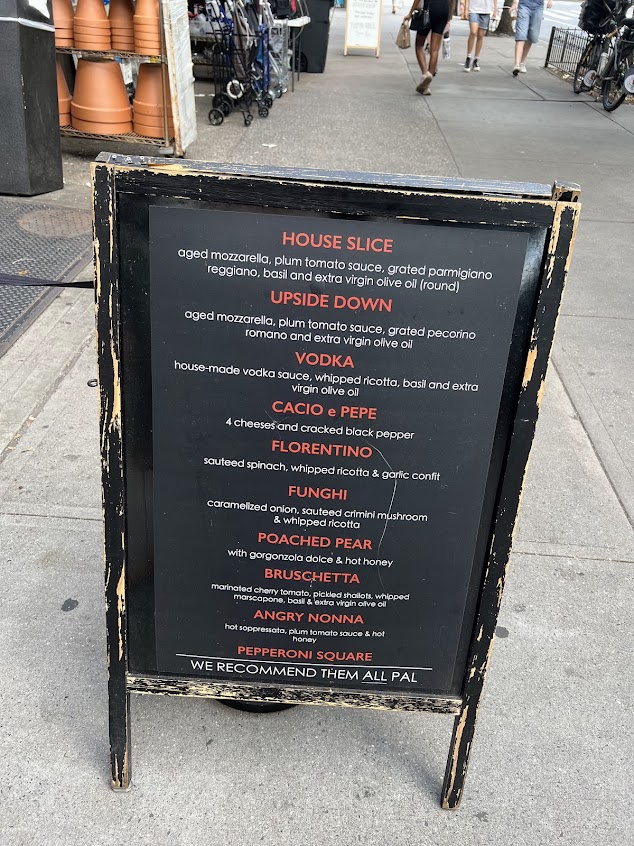 HOUSE SLICE
aged mozzarella, plum tomato sauce, grated parmigiano
reggiano, basil and extra virgin olive oil (round)
UPSIDE DOWN
aged mozzarella, plum tomato sauce, grated pecorino
romano and extra virgin olive oil
VODKA
house-made vodka sauce, whipped ricotta, basil and extra
virgin olive oil
CACIO e PEPE
4 cheeses and cracked black pepper
FLORENTINO
sauteed spinach, whipped ricotta & garlic confit
FUNGHI
caramelized onion, sauteed crimini mushroom
& whipped ricotta
POACHED PEAR
with gorgonzola dolce & hot honey
BRUSCHETTA
marinated cherry tomato, pickled shallots, whipped
marscapone, basil & extra virgin olive oil
ANGRY NONNA
hot soppressata, plum tomato sauce & hot
honey
PEPPERONI SQUARE
WE RECOMMEND THEM ALL PAL